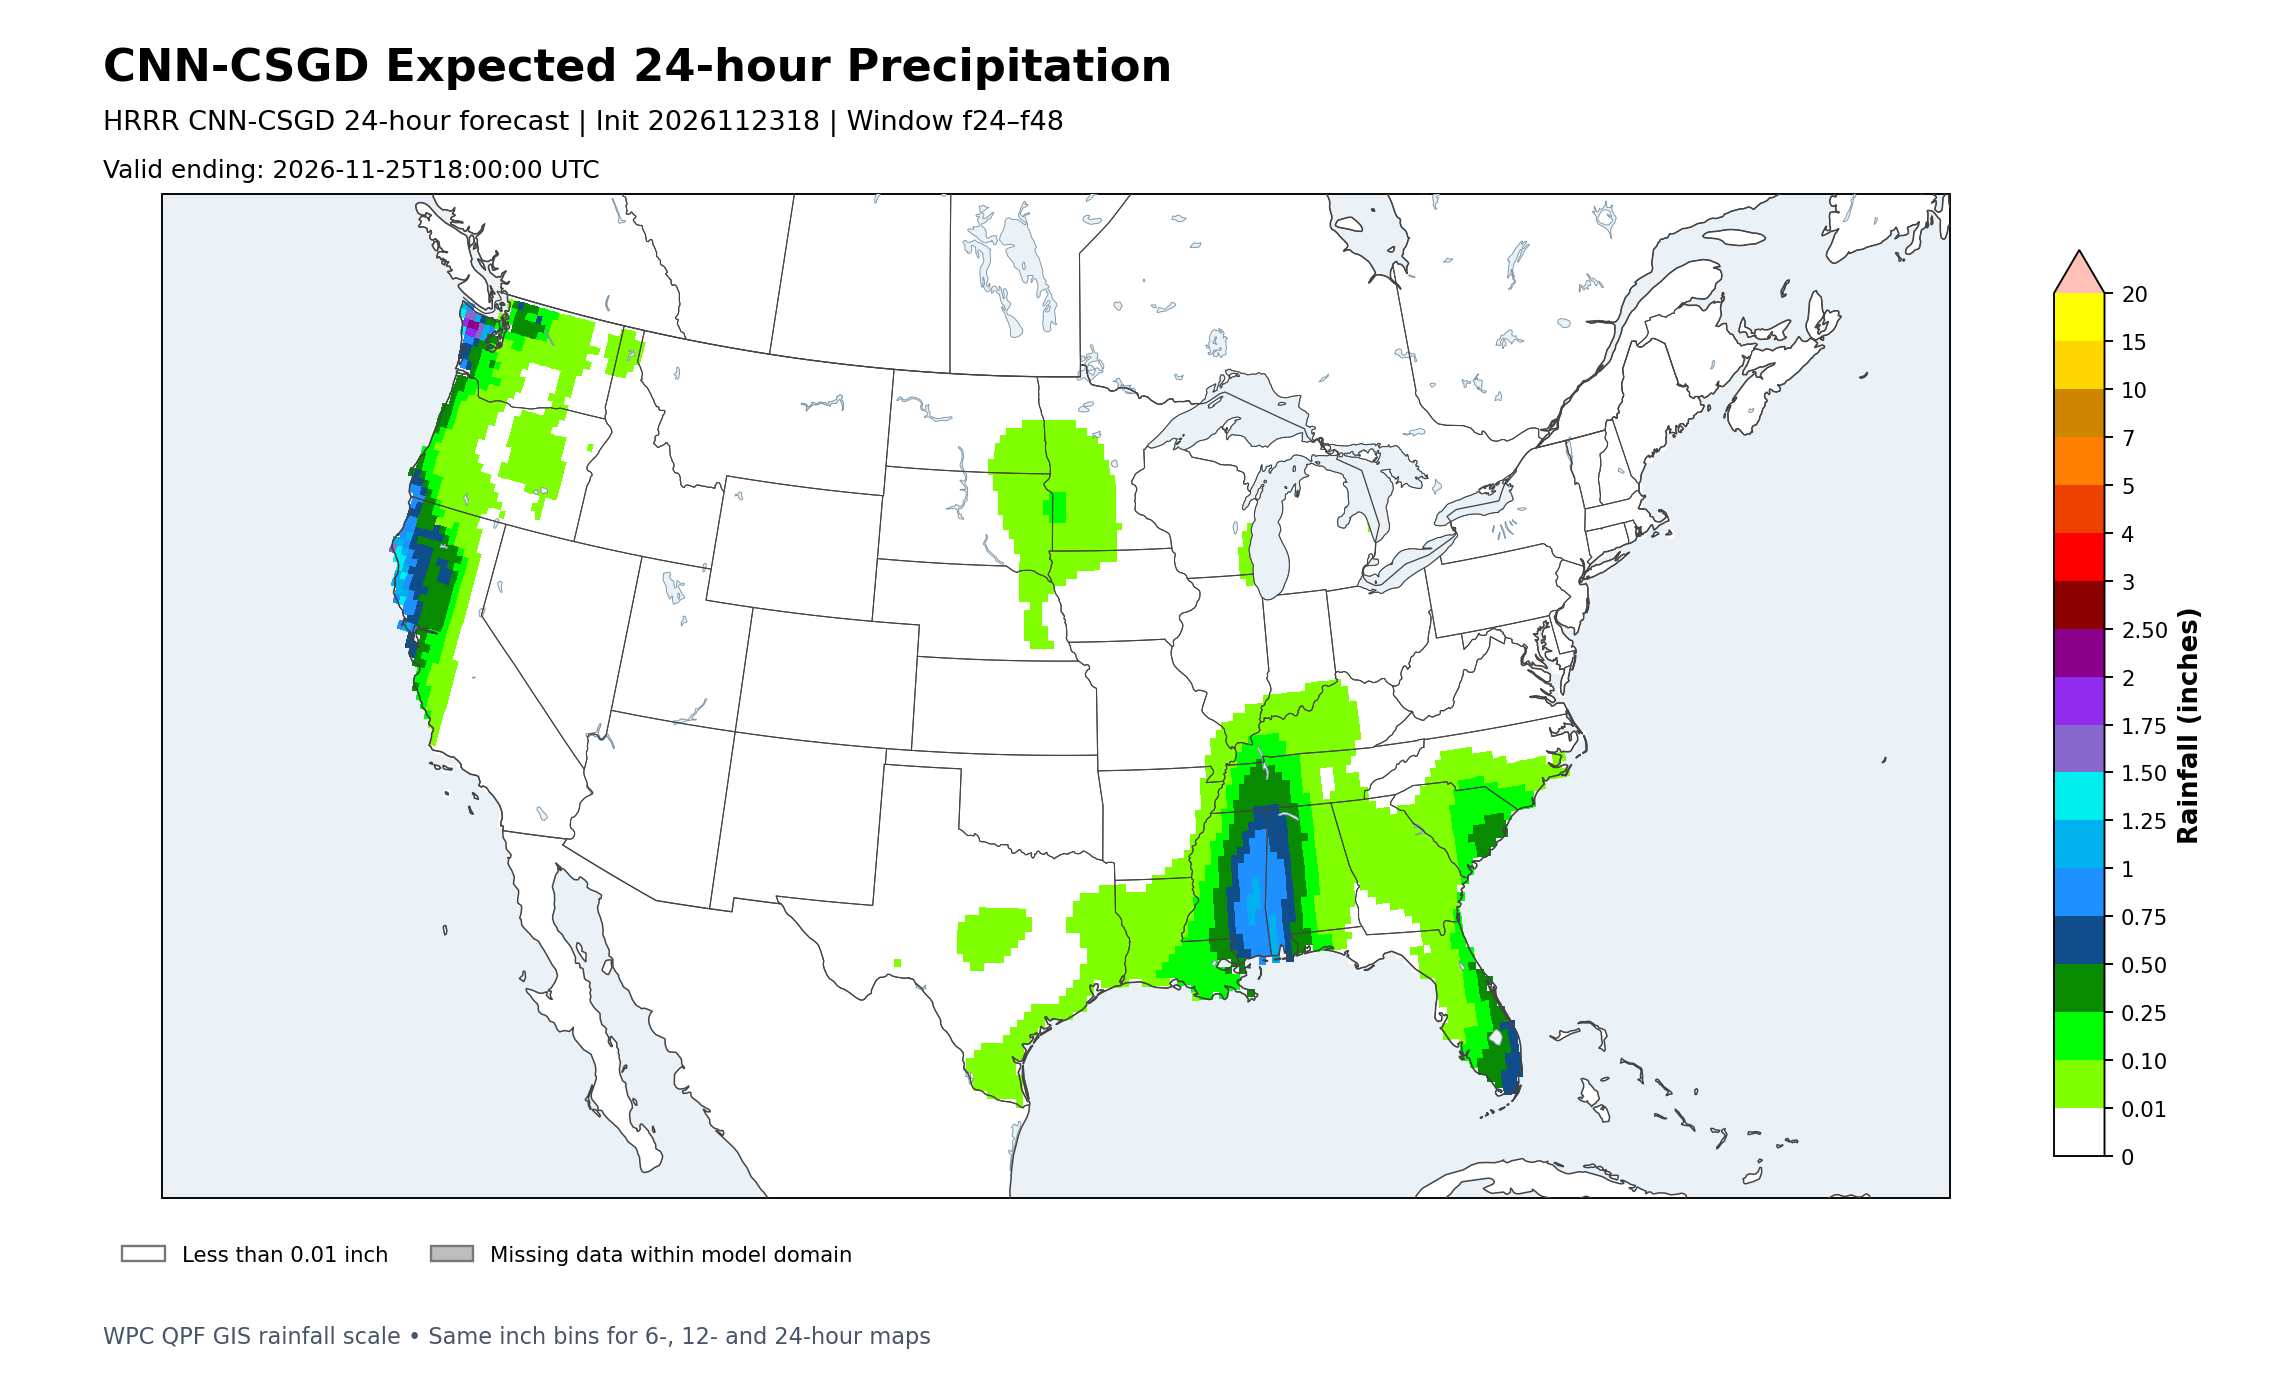 CNN-CSGD Expected 24-hour Precipitation
HRRR CNN-CSGD 24-hour forecast | Init 2026112318 | Window f24–f48
Valid ending: 2026-11-25T18:00:00 UTC
20
15
10
7
5
4
3
2.50
2
1.75
1.50
1.25
1
0.75
0.50
0.25
0.10
0.01
0
Rainfall (inches)
Less than 0.01 inch
Missing data within model domain
WPC QPF GIS rainfall scale • Same inch bins for 6-, 12- and 24-hour maps